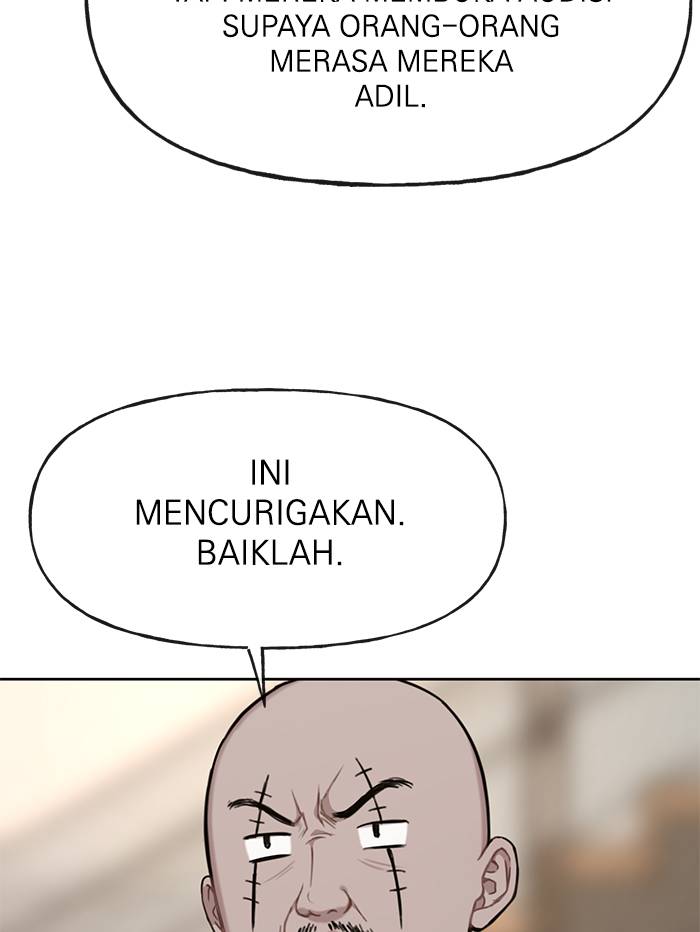 SUPAYA ORANG-ORANG
MERASA MEREKA
ADIL.
INI
MENCURIGAKAN.
BAIKLAH.